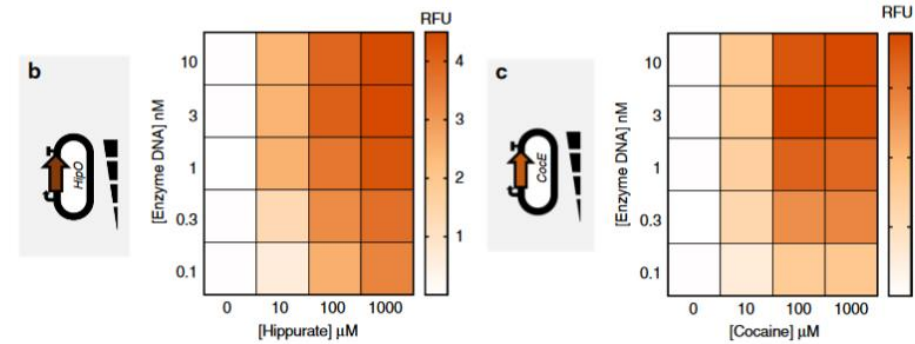 b
HipO
[Enzyme DNA] nM
10
3
1
0.3
0.1
0 10 100 1000
[Hippurate] μM
RFU
4
3
2
1
c
CocE
[Enzyme DNA] nM
10
3
1
0.3
0.1
0 10 100 1000
[Cocaine] μM
RFU